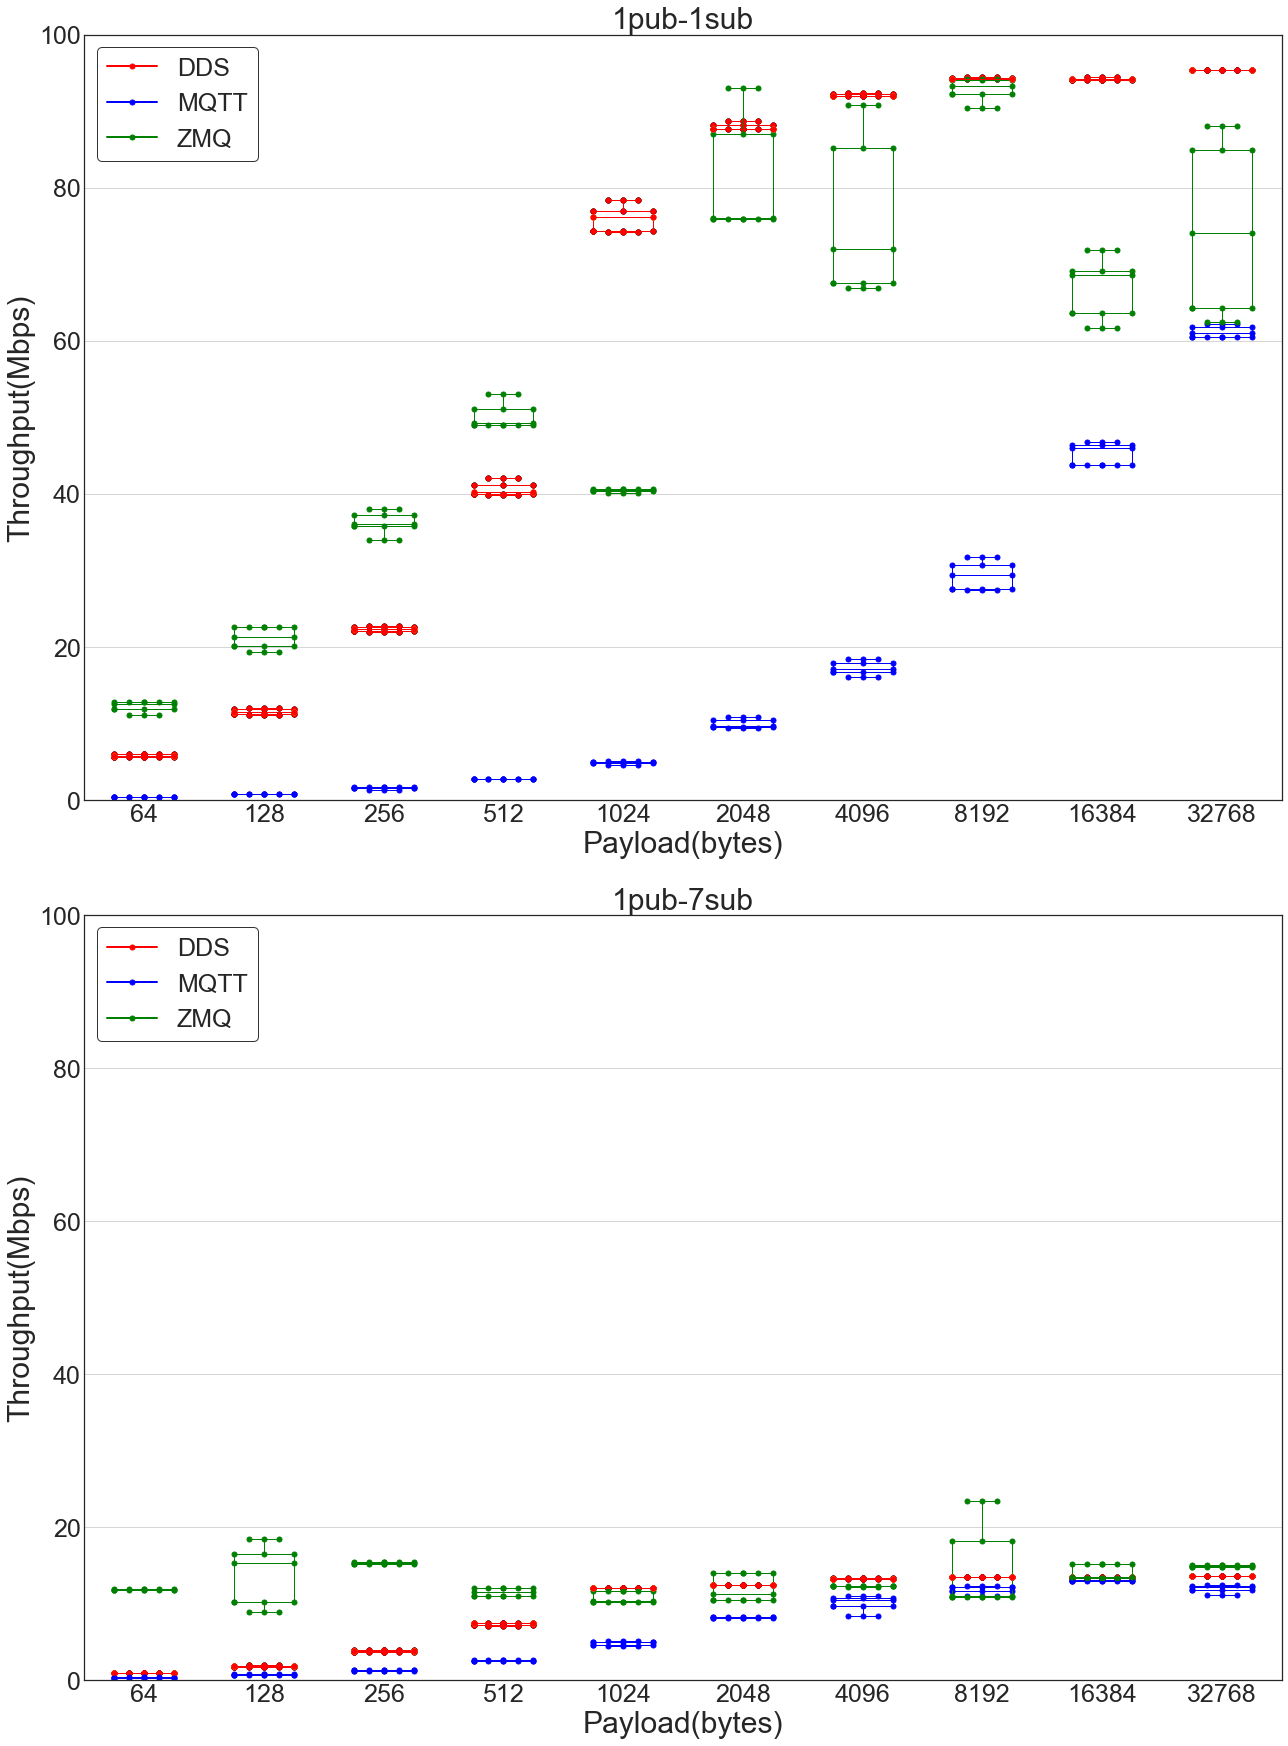 1pub-1sub
100
80
60
40
20
0
Throughput(Mbps)
DDS
MQTT
ZMQ
64 128 256 512 1024 2048 4096 8192 16384 32768
Payload(bytes)
1pub-7sub
100
80
60
40
20
0
Throughput(Mbps)
DDS
MQTT
ZMQ
64 128 256 512 1024 2048 4096 8192 16384 32768
Payload(bytes)